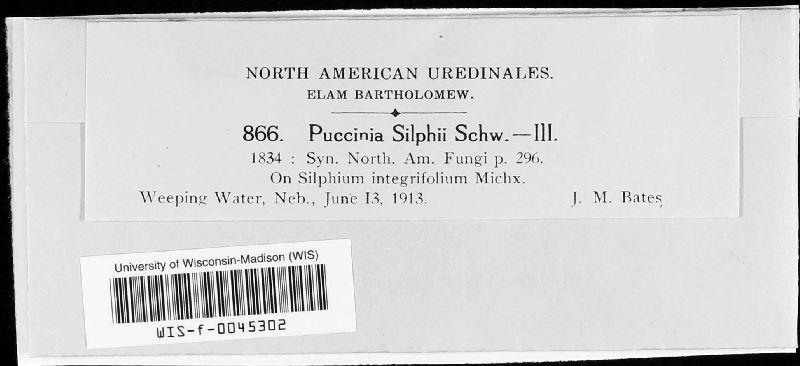 NORTH AMERICAN UREDINALES.
ELAM BARTHOLOMEW.
866. Puccinia Silphii Schw.—III.
1834 : Syn. North. Am. Fungi p. 296.
On Silphium integrifolium Michx.
Weeping Water, Neb., June 13, 1913. J. M. Bates
University of Wisconsin-Madison (WIS)
WIS-f-0045302